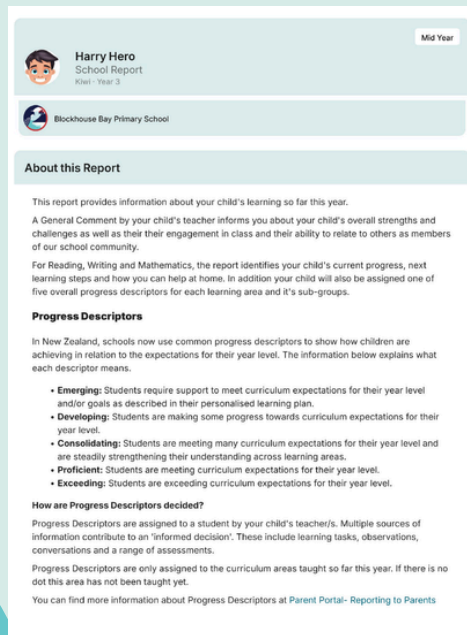 Mid Year
Harry Hero
School Report
Kiwi - Year 3
Blockhouse Bay Primary School
About this Report
This report provides information about your child's learning so far this year.
A General Comment by your child's teacher informs you about your child's overall strengths and
challenges as well as their their engagement in class and their ability to relate to others as members
of our school community.
For Reading, Writing and Mathematics, the report identifies your child's current progress, next
learning steps and how you can help at home. In addition your child will also be assigned one of
five overall progress descriptors for each learning area and it's sub-groups.
Progress Descriptors
In New Zealand, schools now use common progress descriptors to show how children are
achieving in relation to the expectations for their year level. The information below explains what
each descriptor means.
• Emerging: Students require support to meet curriculum expectations for their year level
and/or goals as described in their personalised learning plan.
• Developing: Students are making some progress towards curriculum expectations for their
year level.
• Consolidating: Students are meeting many curriculum expectations for their year level and
are steadily strengthening their understanding across learning areas.
• Proficient: Students are meeting curriculum expectations for their year level.
• Exceeding: Students are exceeding curriculum expectations for their year level.
How are Progress Descriptors decided?
Progress Descriptors are assigned to a student by your child's teacher/s. Multiple sources of
information contribute to an 'informed decision'. These include learning tasks, observations,
conversations and a range of assessments.
Progress Descriptors are only assigned to the curriculum areas taught so far this year. If there is no
dot this area has not been taught yet.
You can find more information about Progress Descriptors at Parent Portal- Reporting to Parents